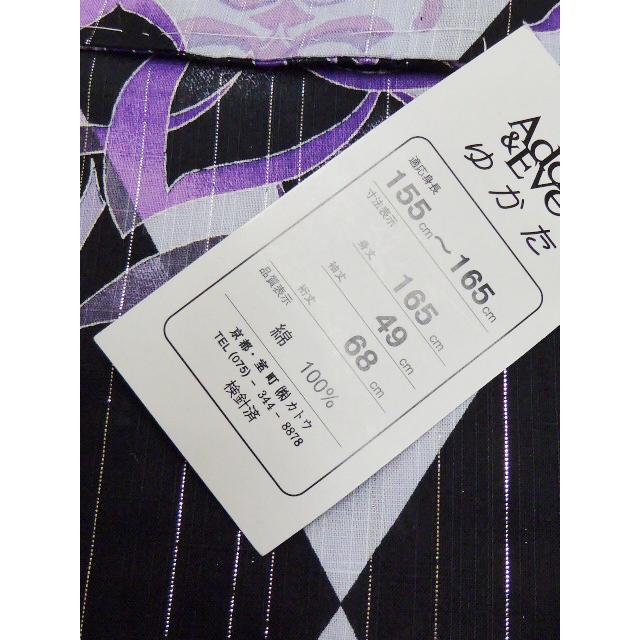 &EVE
ゆかた
適応身長
155cm～165cm
寸法表示
身丈 165cm
袖丈 49cm
裄丈 68cm
品質表示
綿 100%
京都・室町 ㈱カトウ
TEL(075)-344-8878
検針済